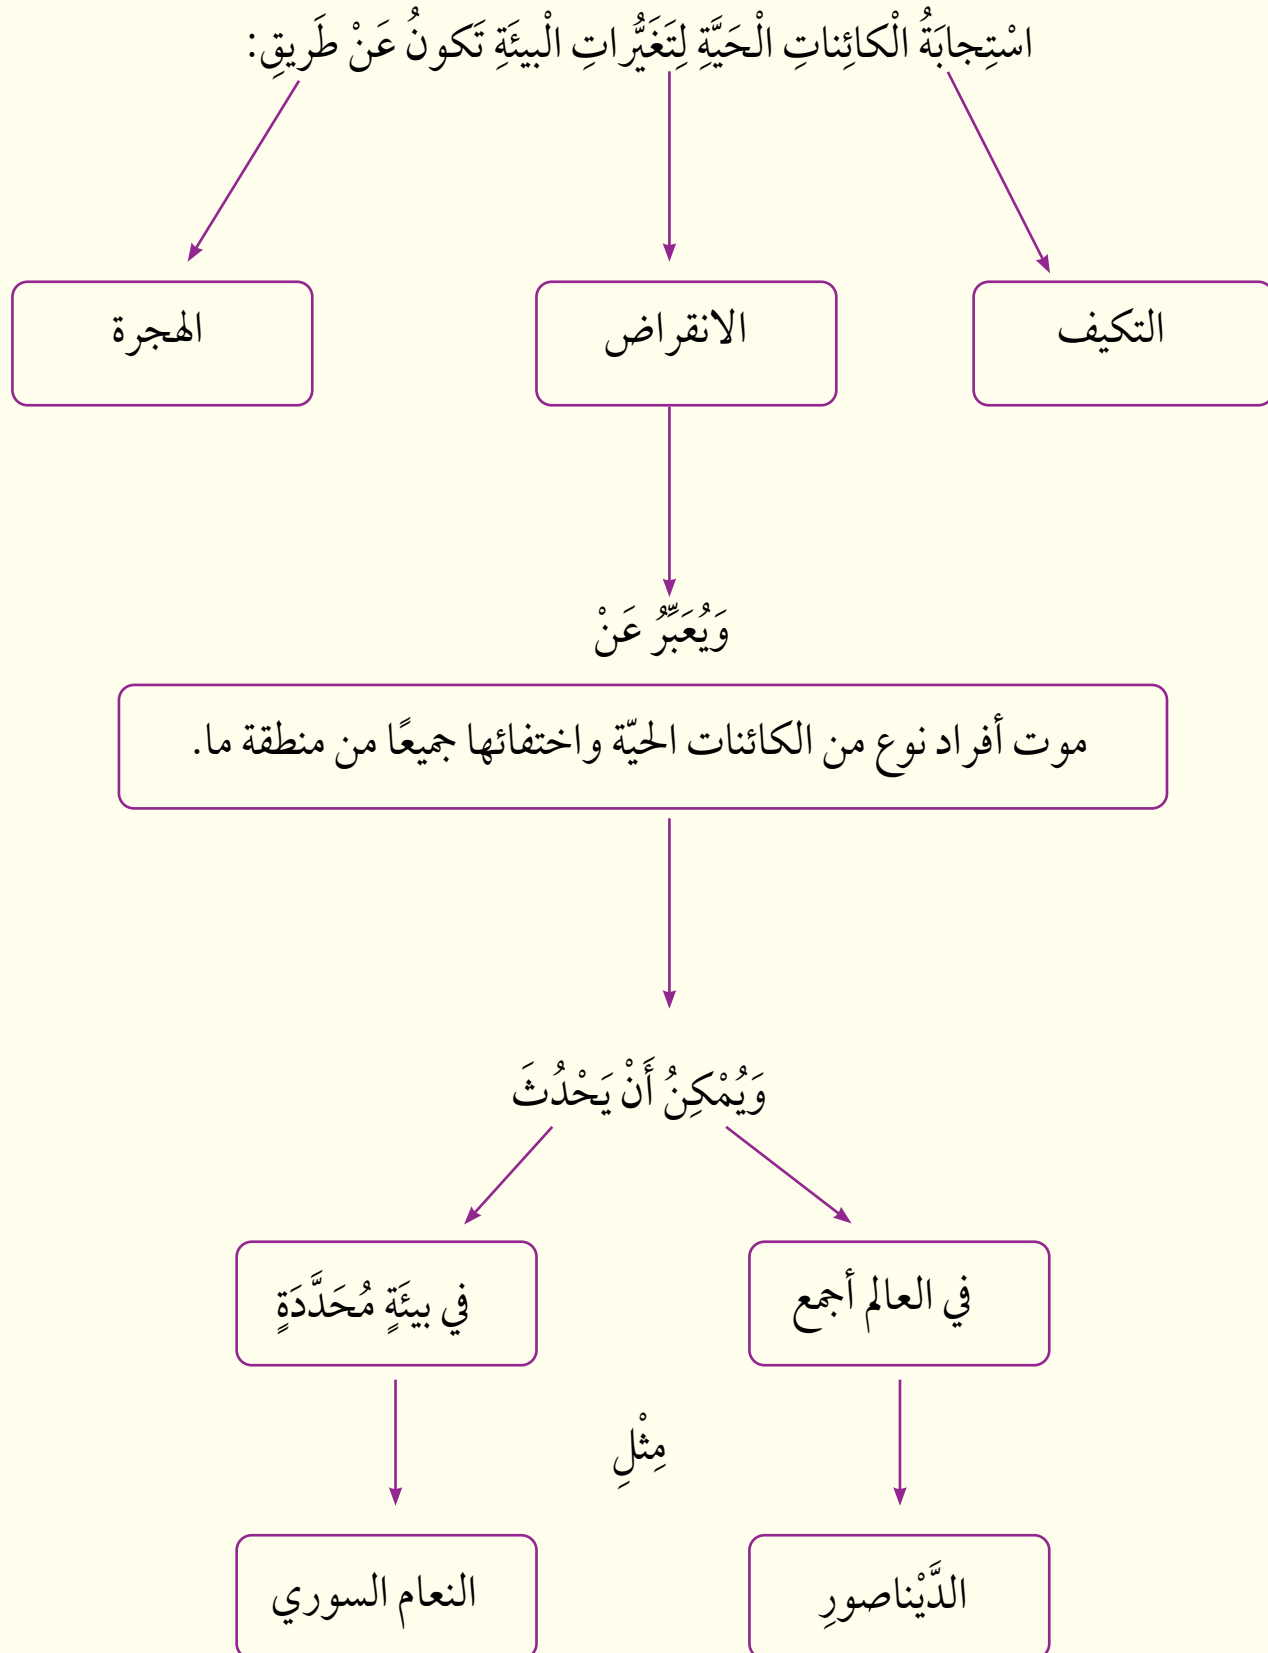 اسْتِجابَةُ الْكائِناتِ الْحَيَّةِ لِتَغَيُّراتِ الْبيئَةِ تَكونُ عَنْ طَريقِ:
التكيف
الانقراض
الهجرة
وَيُعَبِّرُ عَنْ
موت أفراد نوع من الكائنات الحيّة واختفائها جميعًا من منطقة ما.
وَيُمْكِنُ أَنْ يَحْدُثَ
في العالم أجمع
في بيئَةٍ مُحَدَّدَةٍ
مِثْلِ
الدَّيْناصورِ
النعام السوري